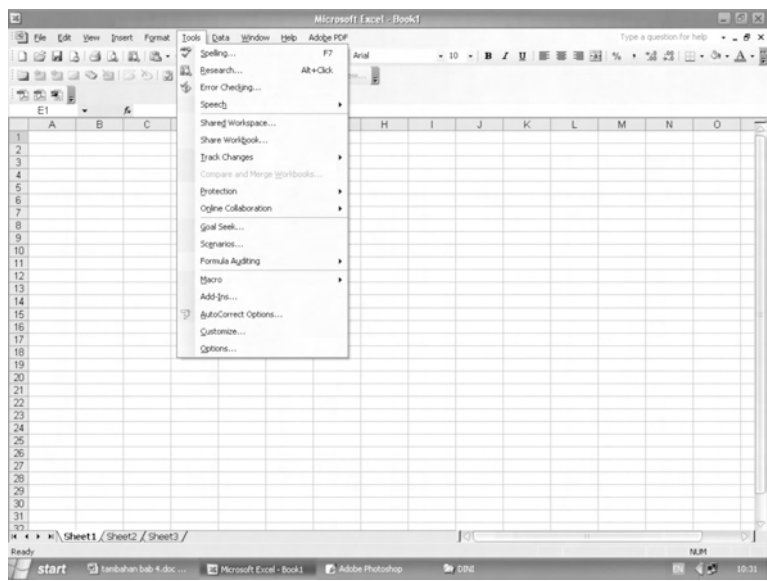 Microsoft Excel - Book1
File Edit View Insert Format Tools Data Window Help Adobe PDF Type a question for help
Arial 10 B I U % ,
Spelling... F7
Research... Alt+Click
Error Checking...
Speech
Shared Workspace...
Share Workbook...
Track Changes
Compare and Merge Workbooks...
Protection
Online Collaboration
Goal Seek...
Scenarios...
Formula Auditing
Macro
Add-Ins...
AutoCorrect Options...
Customize...
Options...
E1 fx
A B C H I J K L M N O
1
2
3
4
5
6
7
8
9
10
11
12
13
14
15
16
17
18
19
20
21
22
23
24
25
26
27
28
29
30
31
32
Sheet1 Sheet2 Sheet3
Ready NUM
start tambahan bab 4.doc ... Microsoft Excel - Book1 Adobe Photoshop DINI EN 10:31